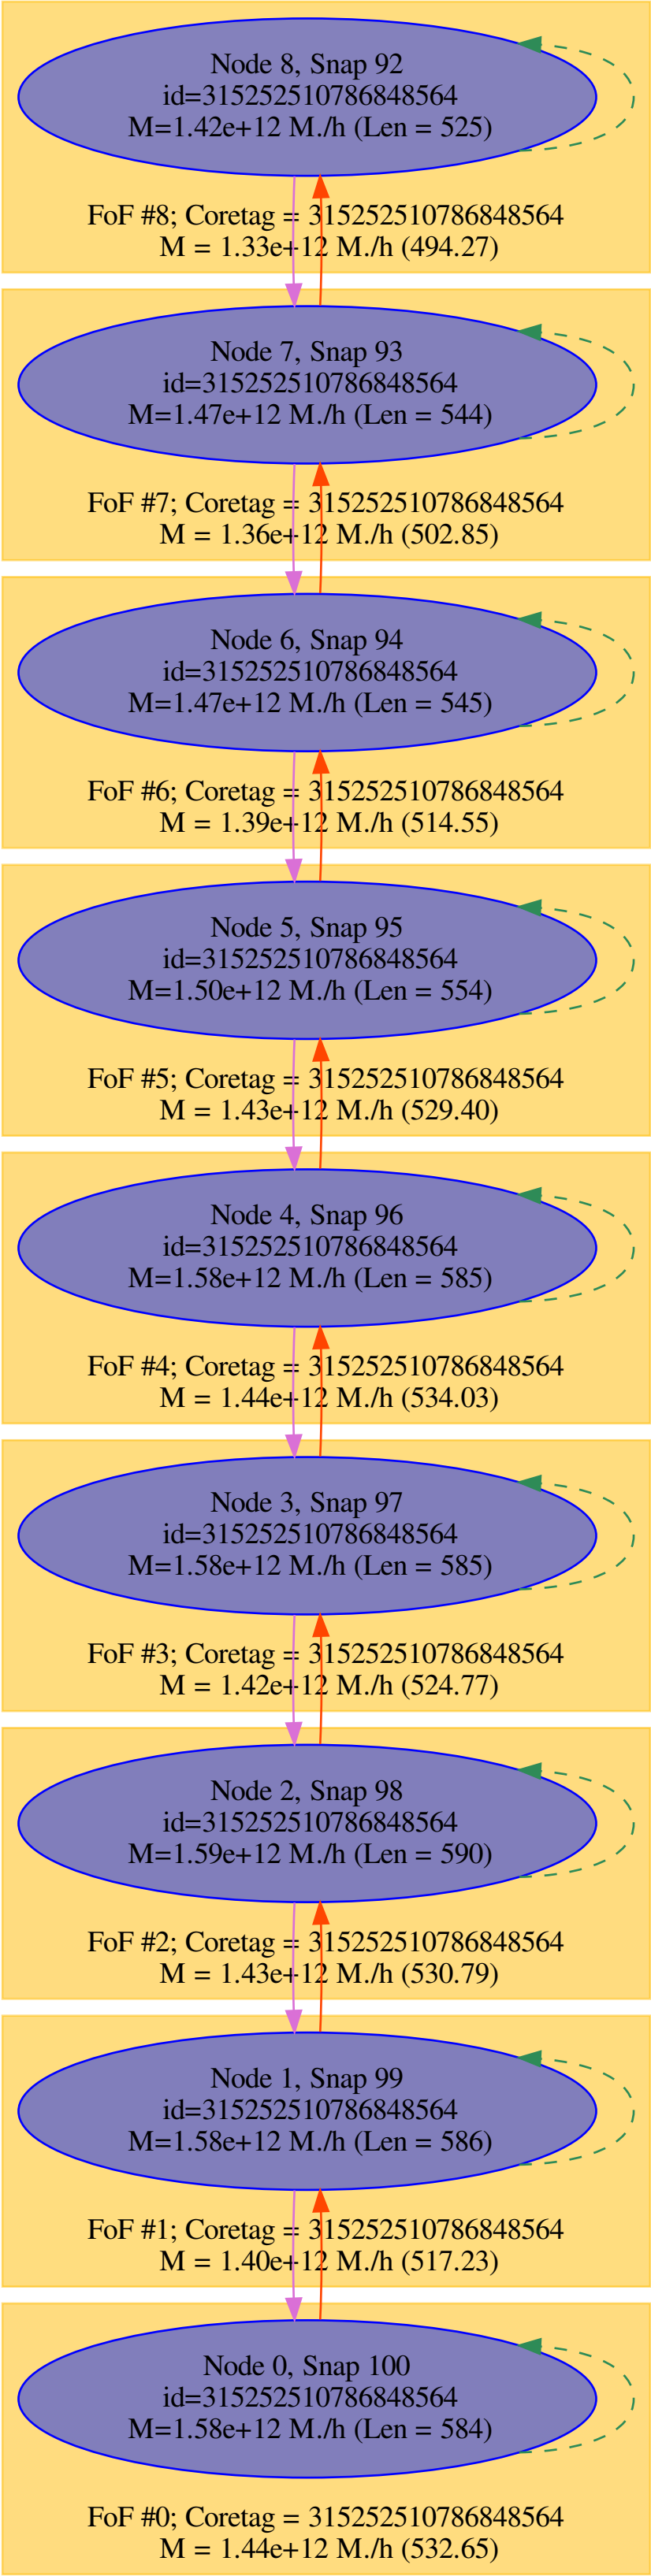 Node 8, Snap 92
id=315252510786848564
M=1.42e+12 M./h (Len = 525)
FoF #8; Coretag = 315252510786848564
M = 1.33e+12 M./h (494.27)
Node 7, Snap 93
id=315252510786848564
M=1.47e+12 M./h (Len = 544)
FoF #7; Coretag = 315252510786848564
M = 1.36e+12 M./h (502.85)
Node 6, Snap 94
id=315252510786848564
M=1.47e+12 M./h (Len = 545)
FoF #6; Coretag = 315252510786848564
M = 1.39e+12 M./h (514.55)
Node 5, Snap 95
id=315252510786848564
M=1.50e+12 M./h (Len = 554)
FoF #5; Coretag = 315252510786848564
M = 1.43e+12 M./h (529.40)
Node 4, Snap 96
id=315252510786848564
M=1.58e+12 M./h (Len = 585)
FoF #4; Coretag = 315252510786848564
M = 1.44e+12 M./h (534.03)
Node 3, Snap 97
id=315252510786848564
M=1.58e+12 M./h (Len = 585)
FoF #3; Coretag = 315252510786848564
M = 1.42e+12 M./h (524.77)
Node 2, Snap 98
id=315252510786848564
M=1.59e+12 M./h (Len = 590)
FoF #2; Coretag = 315252510786848564
M = 1.43e+12 M./h (530.79)
Node 1, Snap 99
id=315252510786848564
M=1.58e+12 M./h (Len = 586)
FoF #1; Coretag = 315252510786848564
M = 1.40e+12 M./h (517.23)
Node 0, Snap 100
id=315252510786848564
M=1.58e+12 M./h (Len = 584)
FoF #0; Coretag = 315252510786848564
M = 1.44e+12 M./h (532.65)